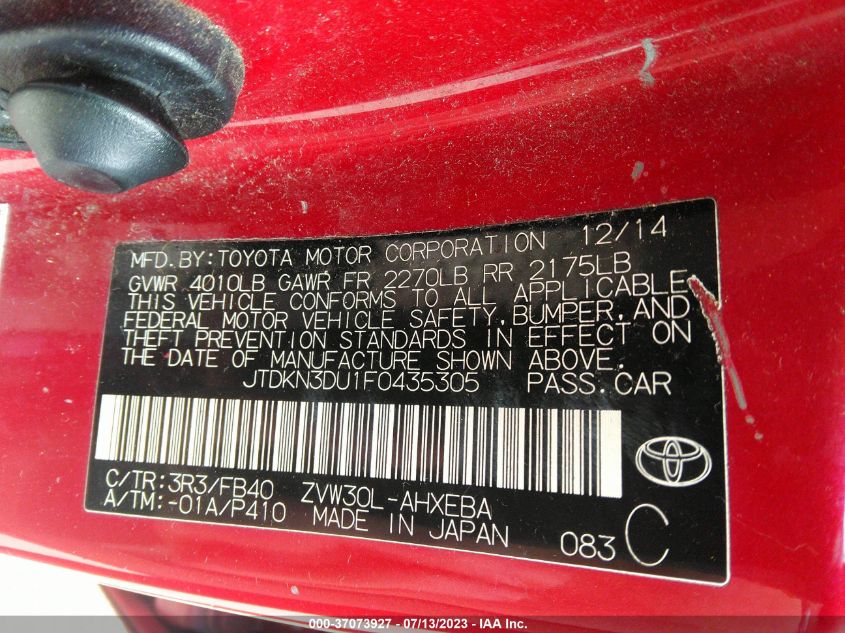 MFD. BY: TOYOTA MOTOR CORPORATION 12/14
GVWR 4010LB GAWR FR 2270LB RR 2175LB
THIS VEHICLE CONFORMS TO ALL APPLICABLE
FEDERAL MOTOR VEHICLE SAFETY, BUMPER, AND
THEFT PREVENTION STANDARDS IN EFFECT ON
THE DATE OF MANUFACTURE SHOWN ABOVE.
JTDKN3DU1F0435305 PASS. CAR
C/TR: 3R3/FB40 ZVW30L-AHXEBA
A/TM: -01A/P410 MADE IN JAPAN 083 C
000-37073927 - 07/13/2023 - IAA Inc.